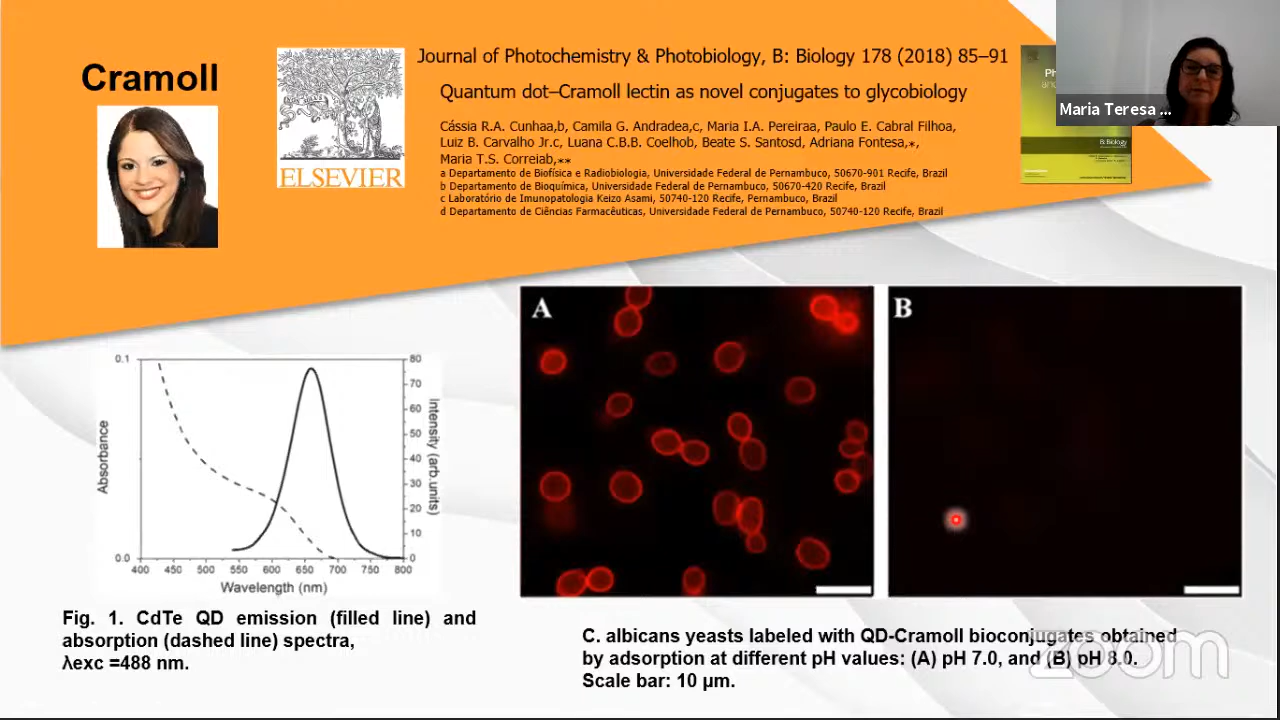 Cramoll
ELSEVIER
Journal of Photochemistry & Photobiology, B: Biology 178 (2018) 85–91
Quantum dot–Cramoll lectin as novel conjugates to glycobiology
Cássia R.A. Cunhaa,b, Camila G. Andradea,c, Maria I.A. Pereiraa, Paulo E. Cabral Filhoa,
Luiz B. Carvalho Jr.c, Luana C.B.B. Coelhob, Beate S. Santosd, Adriana Fontesa,⁎,
Maria T.S. Correiab,⁎⁎
a Departamento de Biofísica e Radiobiologia, Universidade Federal de Pernambuco, 50670-901 Recife, Brazil
b Departamento de Bioquímica, Universidade Federal de Pernambuco, 50670-420 Recife, Brazil
c Laboratório de Imunopatologia Keizo Asami, 50740-120 Recife, Pernambuco, Brazil
d Departamento de Ciências Farmacêuticas, Universidade Federal de Pernambuco, 50740-120 Recife, Brazil
Maria Teresa ...
B: Biology
0.1
0.0
Absorbance
80
70
60
50
40
30
20
10
0
Intensity (arb.units)
400 450 500 550 600 650 700 750 800
Wavelength (nm)
A
B
Fig. 1. CdTe QD emission (filled line) and
absorption (dashed line) spectra,
λexc =488 nm.
C. albicans yeasts labeled with QD-Cramoll bioconjugates obtained
by adsorption at different pH values: (A) pH 7.0, and (B) pH 8.0.
Scale bar: 10 µm.
zoom